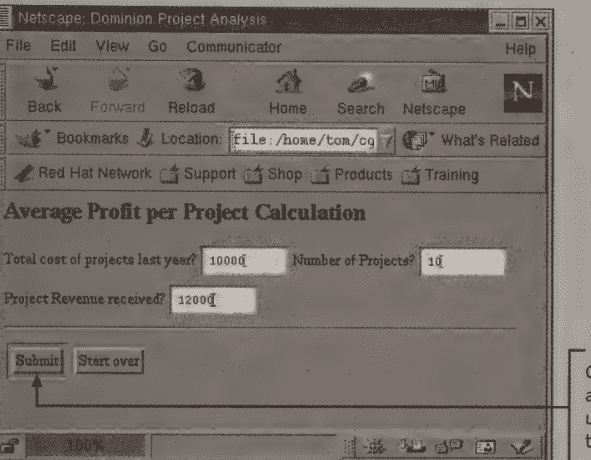 Netscape: Dominion Project Analysis
File Edit View Go Communicator Help
Back Forward Reload Home Search Netscape
N
Bookmarks Location: file:/home/tom/cq What's Related
Red Hat Network Support Shop Products Training
Average Profit per Project Calculation
Total cost of projects last year? 10000 Number of Projects? 10
Project Revenue received? 12000
Submit Start over
100%